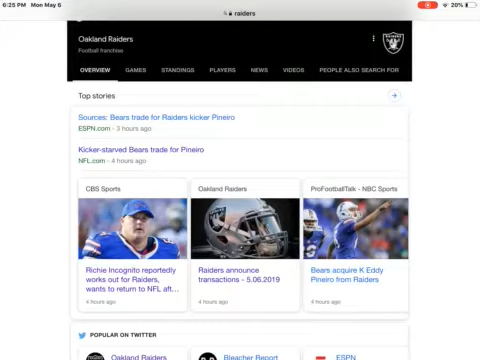 6:25 PM Mon May 6
20%
raiders
Oakland Raiders
Football franchise
RAIDERS
OVERVIEW GAMES STANDINGS PLAYERS NEWS VIDEOS PEOPLE ALSO SEARCH FOR
Top stories
Sources: Bears trade for Raiders kicker Pineiro
ESPN.com - 3 hours ago
Kicker-starved Bears trade for Pineiro
NFL.com - 4 hours ago
CBS Sports
Richie Incognito reportedly
works out for Raiders,
wants to return to NFL aft...
4 hours ago
Oakland Raiders
Raiders announce
transactions - 5.06.2019
4 hours ago
ProFootballTalk - NBC Sports
Bears acquire K Eddy
Pineiro from Raiders
4 hours ago
POPULAR ON TWITTER
Oakland Raiders
Bleacher Report
ESPN